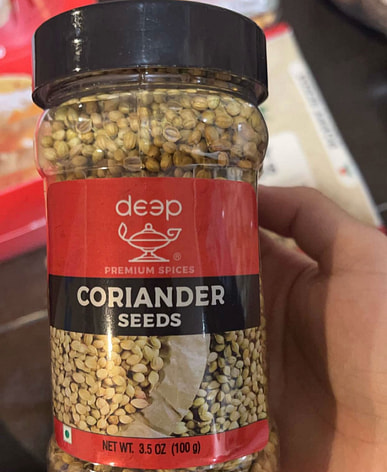 deep
®
PREMIUM SPICES
CORIANDER
SEEDS
NET WT. 3.5 OZ (100 g)